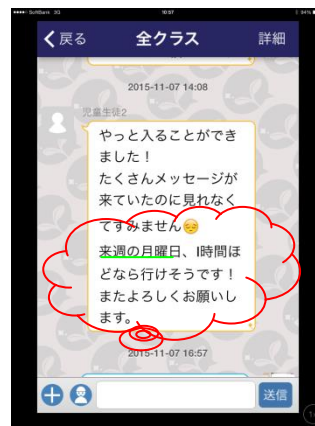 SoftBank 3G 10:57 84%
戻る 全クラス 詳細
2015-11-07 14:08
児童生徒2
やっと入ることができ
ました！
たくさんメッセージが
来ていたのに見れなく
てすみません😔
来週の月曜日、1時間ほ
どなら行けそうです！
またよろしくお願いし
ます。
2015-11-07 16:57
送信